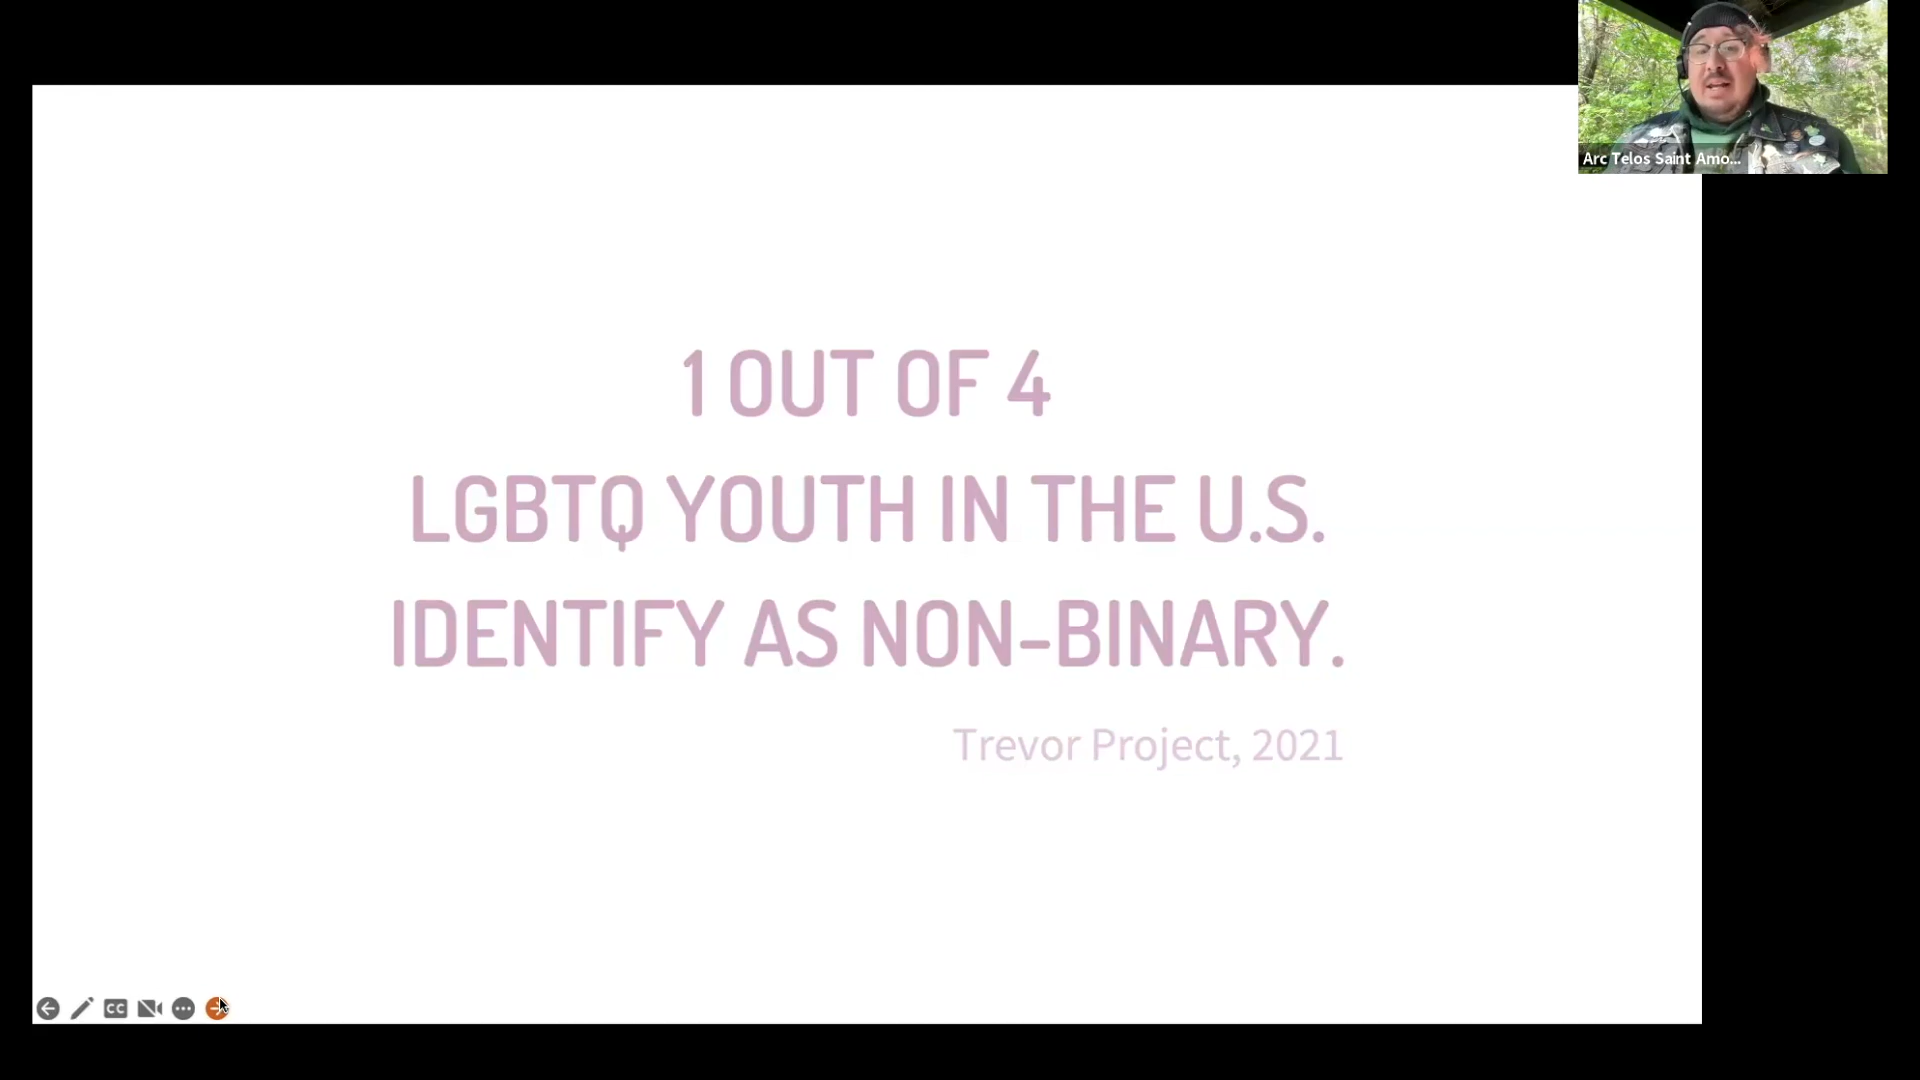 Arc Telos Saint Amo...
1 OUT OF 4
LGBTQ YOUTH IN THE U.S.
IDENTIFY AS NON-BINARY.
Trevor Project, 2021
CC